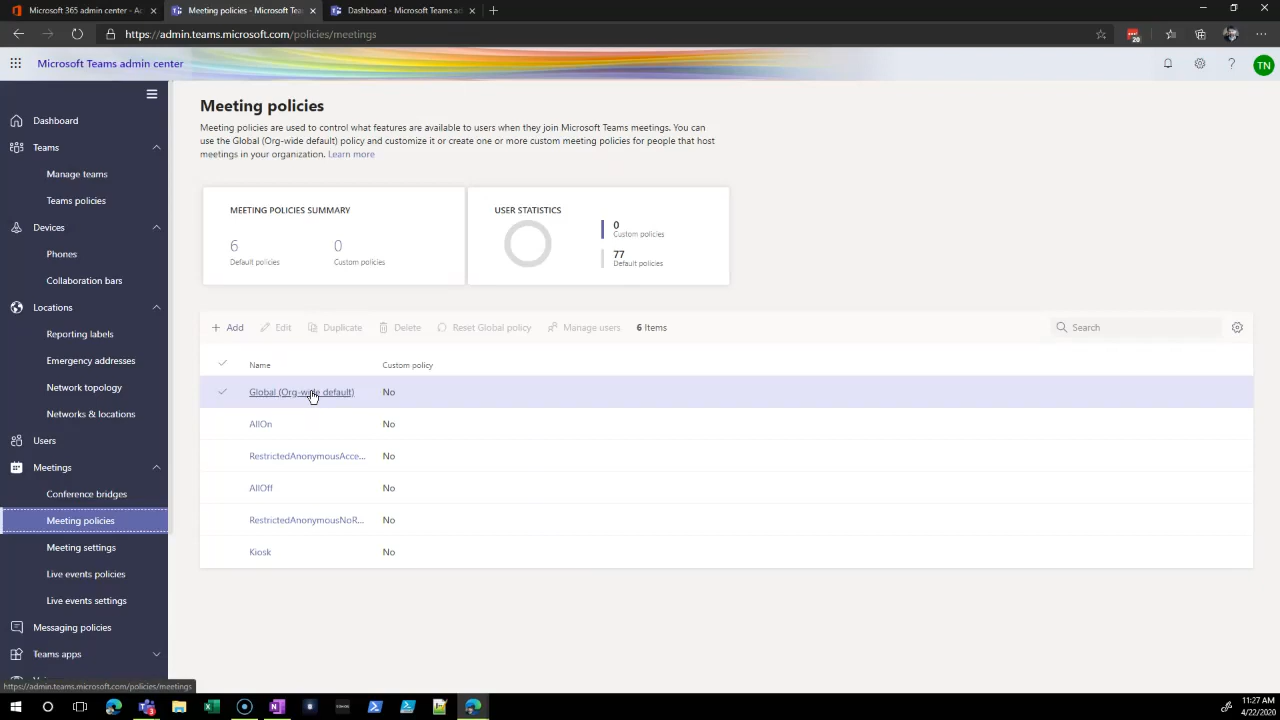 Microsoft 365 admin center - Ac
Meeting policies - Microsoft Tea
Dashboard - Microsoft Teams ad
https://admin.teams.microsoft.com/policies/meetings
20
Microsoft Teams admin center
TN
Dashboard
Teams
Manage teams
Teams policies
Devices
Phones
Collaboration bars
Locations
Reporting labels
Emergency addresses
Network topology
Networks & locations
Users
Meetings
Conference bridges
Meeting policies
Meeting settings
Live events policies
Live events settings
Messaging policies
Teams apps
https://admin.teams.microsoft.com/policies/meetings
Meeting policies
Meeting policies are used to control what features are available to users when they join Microsoft Teams meetings. You can
use the Global (Org-wide default) policy and customize it or create one or more custom meeting policies for people that host
meetings in your organization. Learn more
MEETING POLICIES SUMMARY
6
Default policies
0
Custom policies
USER STATISTICS
0
Custom policies
77
Default policies
+ Add Edit Duplicate Delete Reset Global policy Manage users 6 Items Search
Name Custom policy
Global (Org-wide default) No
AllOn No
RestrictedAnonymousAcce... No
AllOff No
RestrictedAnonymousNoR... No
Kiosk No
11:27 AM
4/22/2020